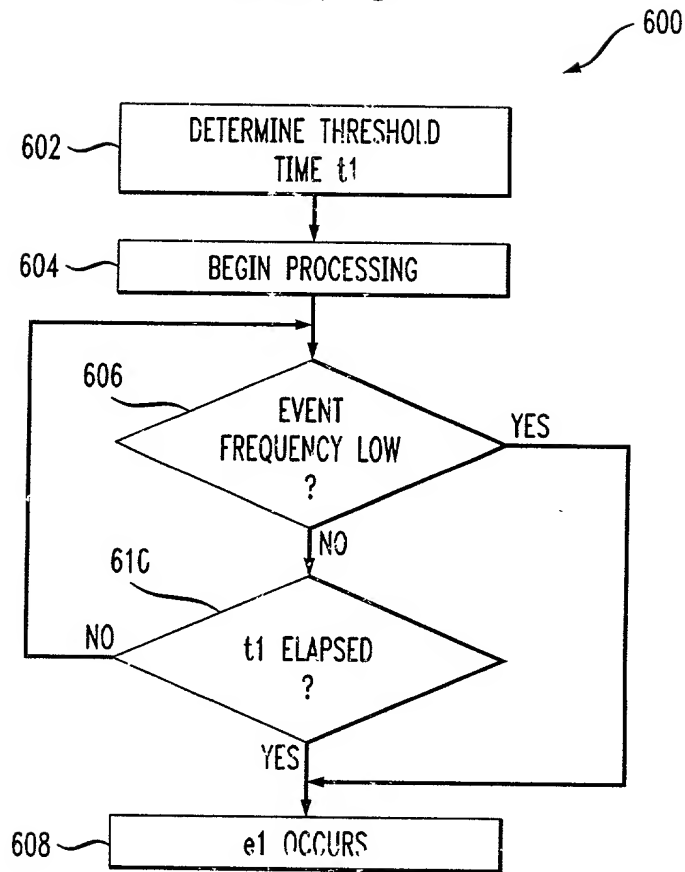 600
602
DETERMINE THRESHOLD
TIME t1
604
BEGIN PROCESSING
606
EVENT
FREQUENCY LOW
?
YES
NO
610
NO
t1 ELAPSED
?
YES
608
e1 OCCURS